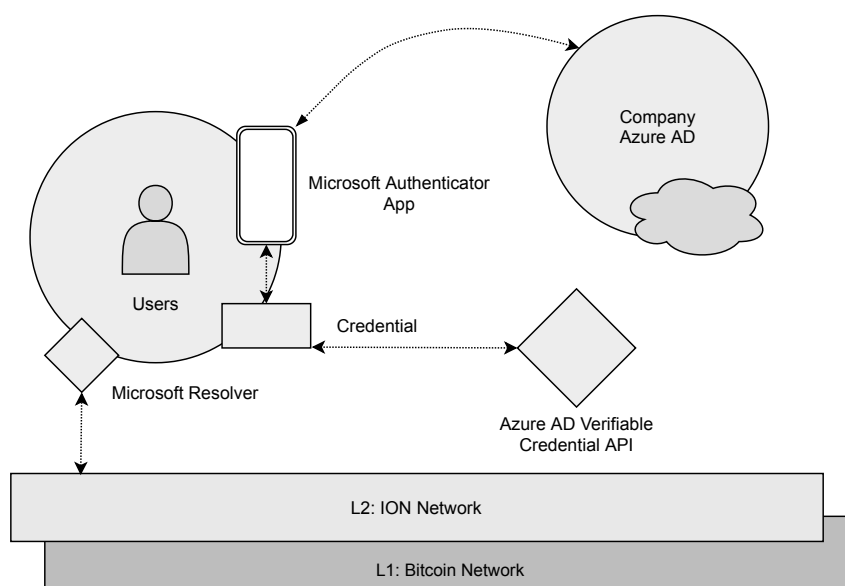 Company
Azure AD
Microsoft Authenticator
App
Users
Credential
Microsoft Resolver
Azure AD Verifiable
Credential API
L2: ION Network
L1: Bitcoin Network